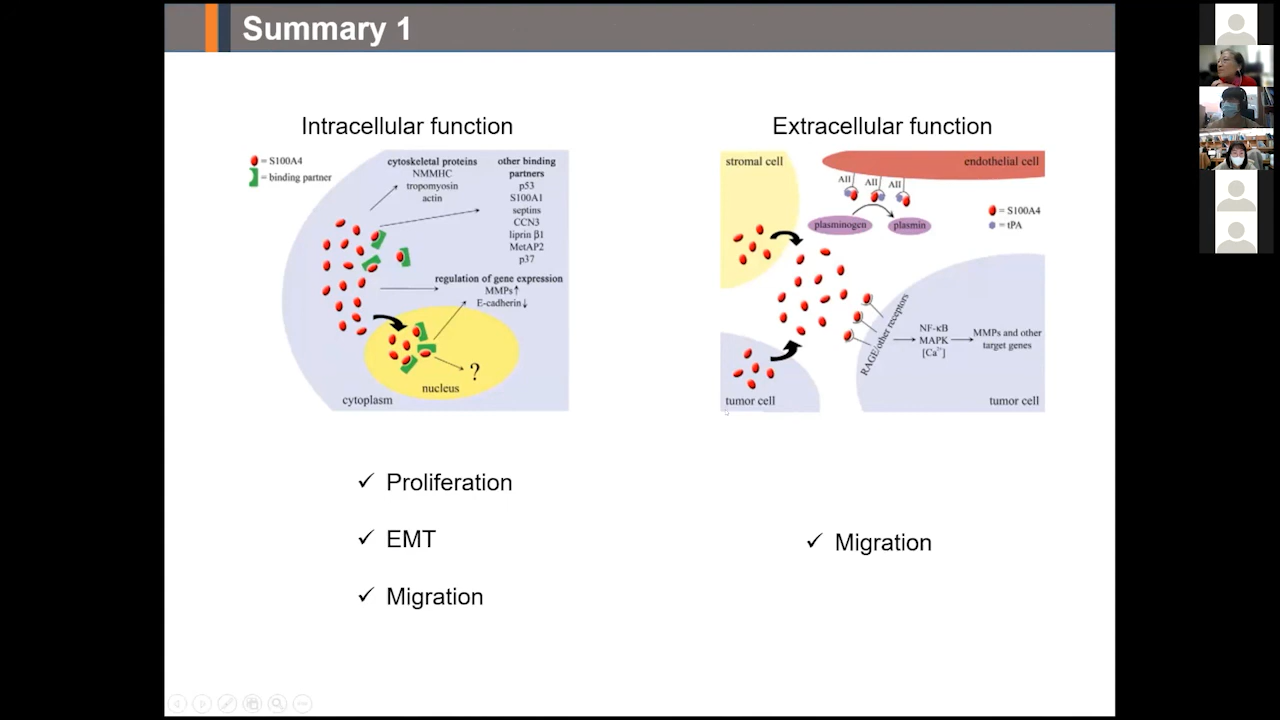 Summary 1
Intracellular function
= S100A4
= binding partner
cytoskeletal proteins
NMMHC
tropomyosin
actin
other binding
partners
p53
S100A1
septins
CCN3
liprin β1
MetAP2
p37
regulation of gene expression
MMPs↑
E-cadherin↓
?
nucleus
cytoplasm
✓ Proliferation
✓ EMT
✓ Migration
Extracellular function
stromal cell
endothelial cell
AII
AII
AII
= S100A4
= tPA
plasminogen
plasmin
RAGE/other receptors
NF-κB
MAPK
[Ca²⁺]
MMPs and other
target genes
tumor cell
tumor cell
✓ Migration